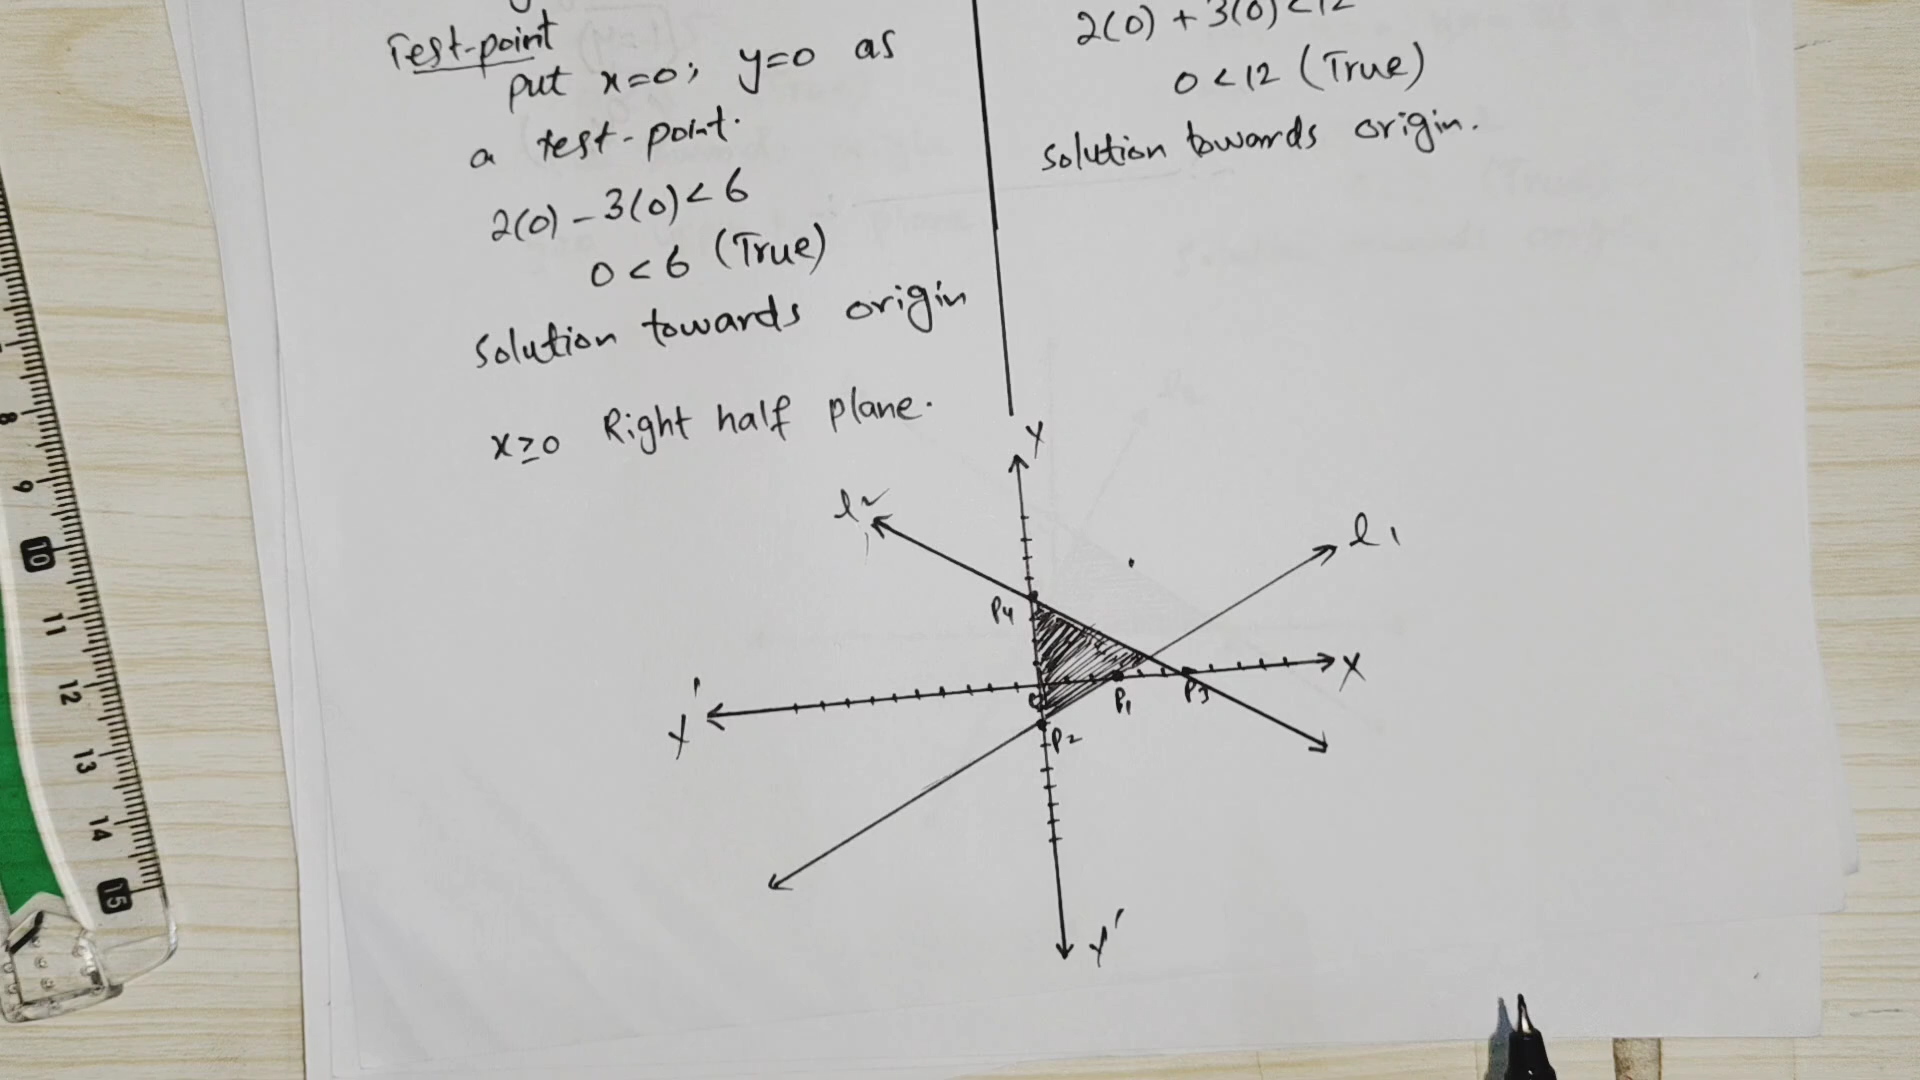 Test-point
put x=0; y=0 as
a test-point.
2(0) - 3(0) < 6
0 < 6 (True)
Solution towards origin
x ≥ 0 Right half plane.
2(0) + 3(0) < 12
0 < 12 (True)
Solution towards origin.
Y
l2
l1
P4
X
X'
P1
P3
P2
Y'
8
9
10
11
12
13
14
15